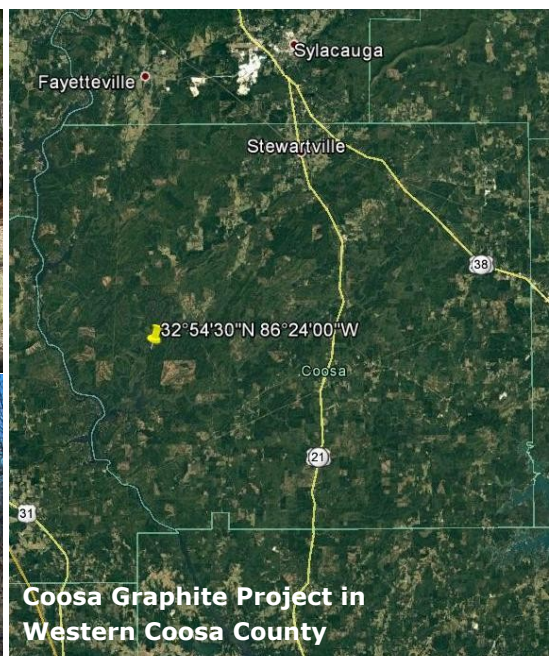 Sylacauga
Fayetteville
Stewartville
38
32°54'30"N 86°24'00"W
Coosa
21
31
Coosa Graphite Project in
Western Coosa County